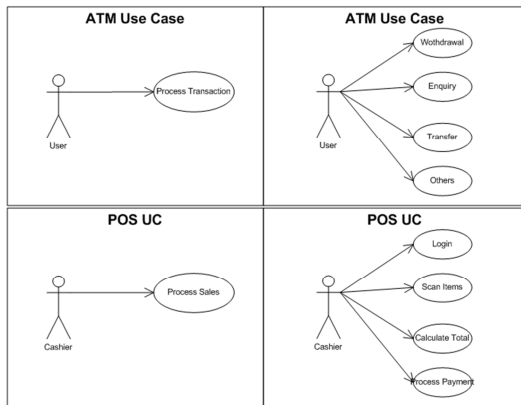 ATM Use Case
Process Transaction
User
ATM Use Case
Wothdrawal
Enquiry
Transfer
Others
User
POS UC
Process Sales
Cashier
POS UC
Login
Scan Items
Calculate Total
Process Payment
Cashier